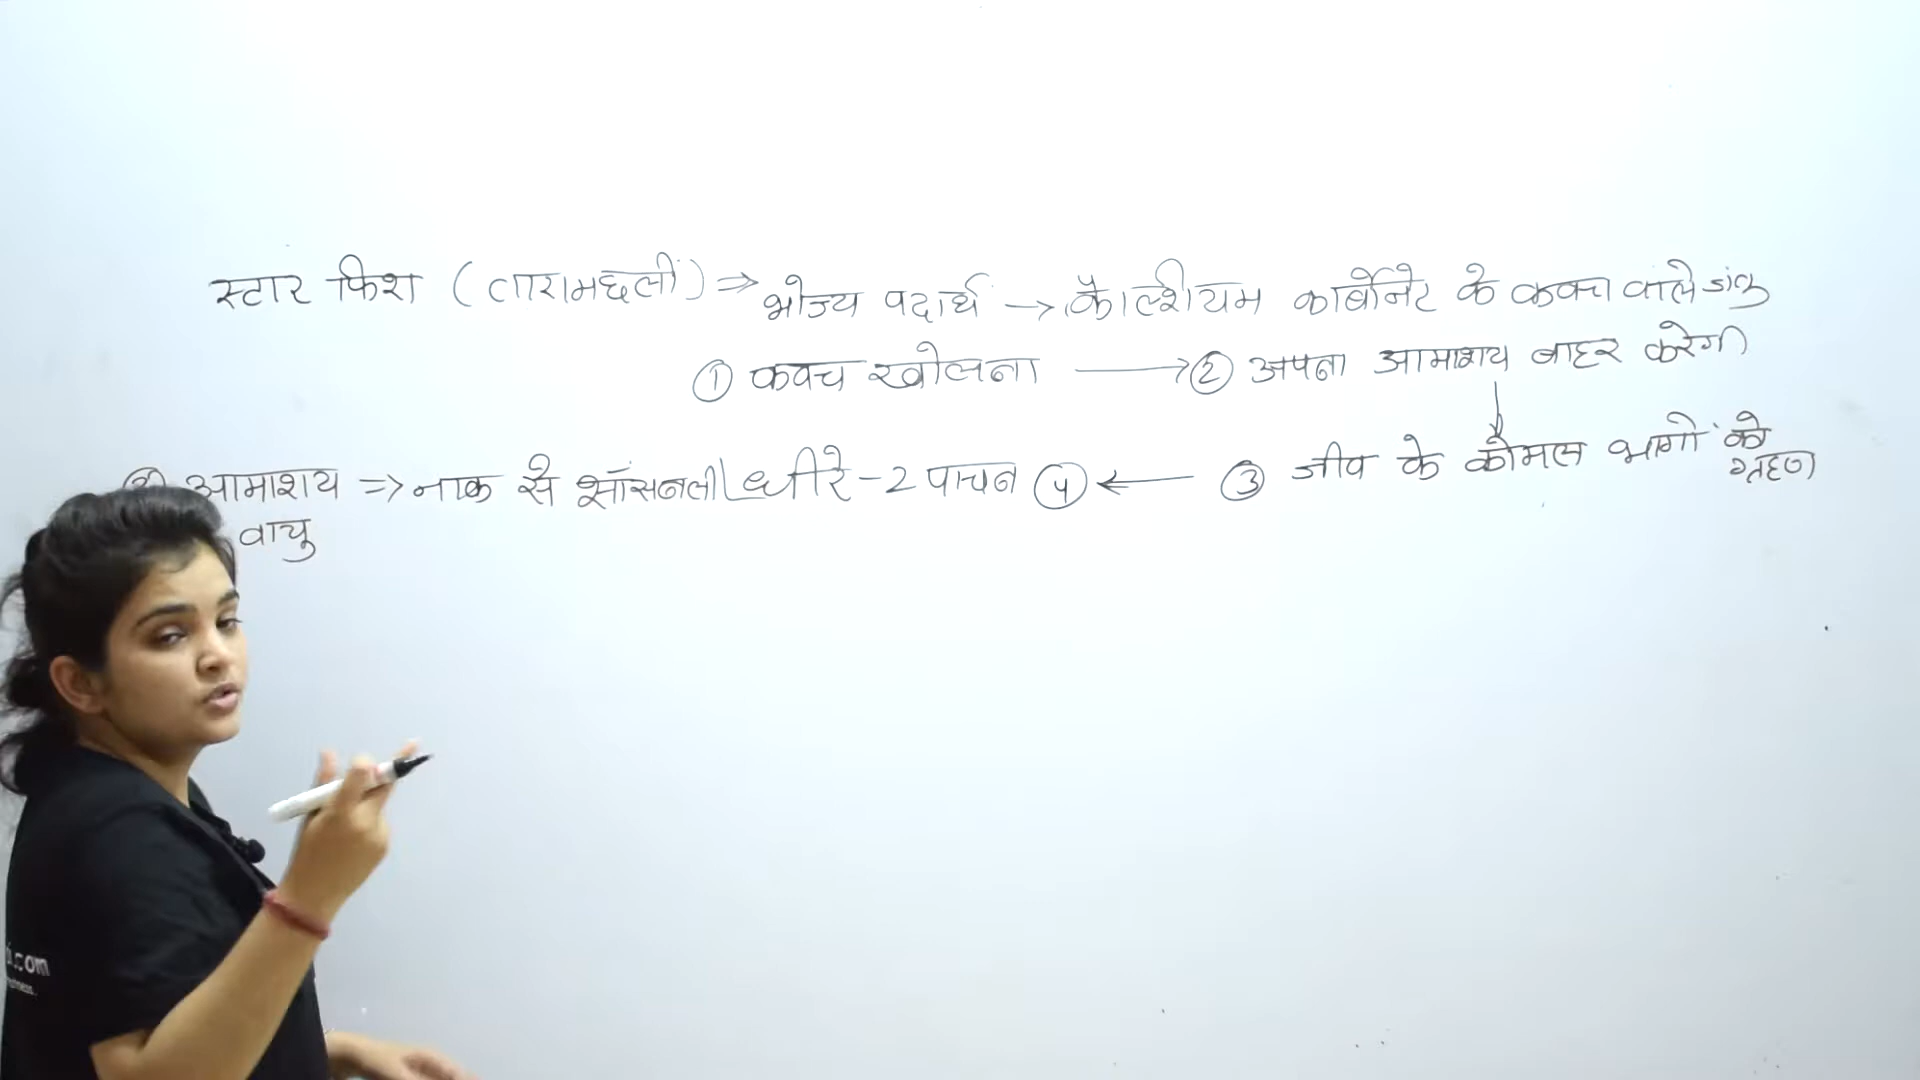 स्टार फिश (तारामछली) ⇒ भोज्य पदार्थ → कैल्शियम कार्बोनेट के कवच वाले जंतु
① कवच खोलना → ② अपना आमाशय बाहर करेगी
③ जीव के कोमल भागों को ग्रहण
← ④ धीरे-2 पाचन
आमाशय ⇒ नाक से साँसनली
वायु
.com